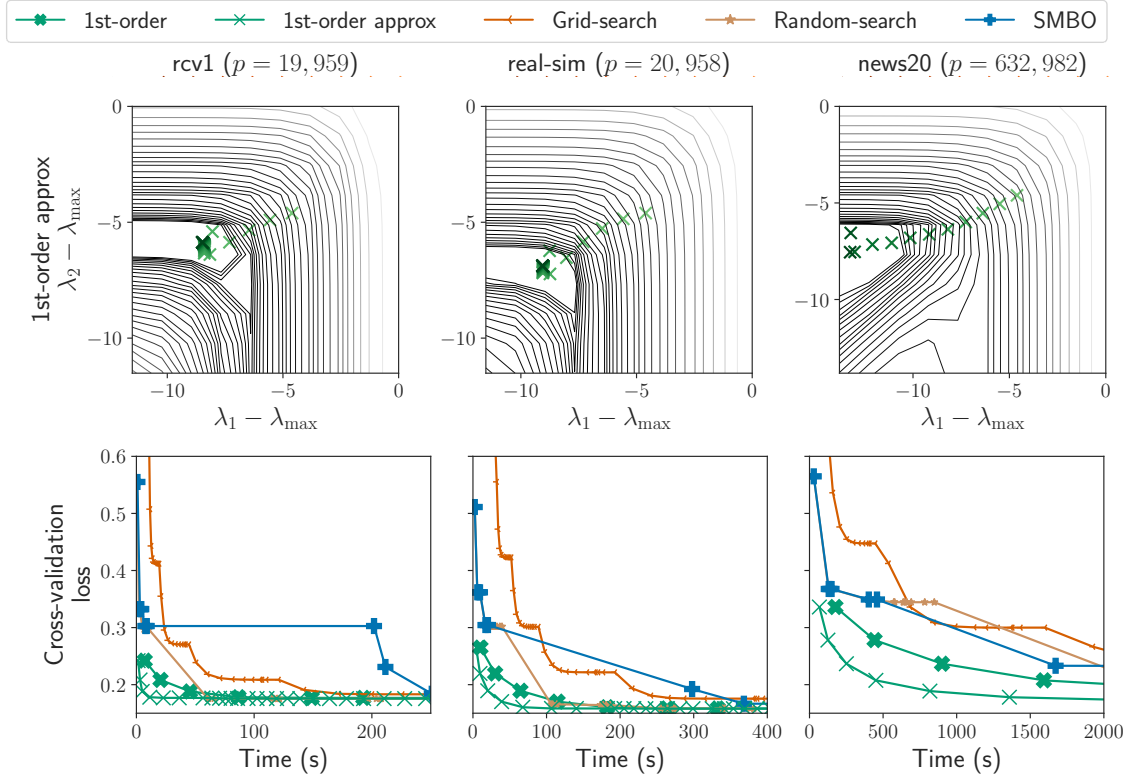 1st-order 1st-order approx Grid-search Random-search SMBO
rcv1 (p = 19, 959) real-sim (p = 20, 958) news20 (p = 632, 982)
1st-order approx
λ₂ − λmax
0
−5
−10
−10 −5 0
λ₁ − λmax
0
−5
−10
−10 −5 0
λ₁ − λmax
0
−5
−10
−10 −5 0
λ₁ − λmax
Cross-validation
loss
0.6
0.5
0.4
0.3
0.2
0 100 200
Time (s)
0 100 200 300 400
Time (s)
0 500 1000 1500 2000
Time (s)